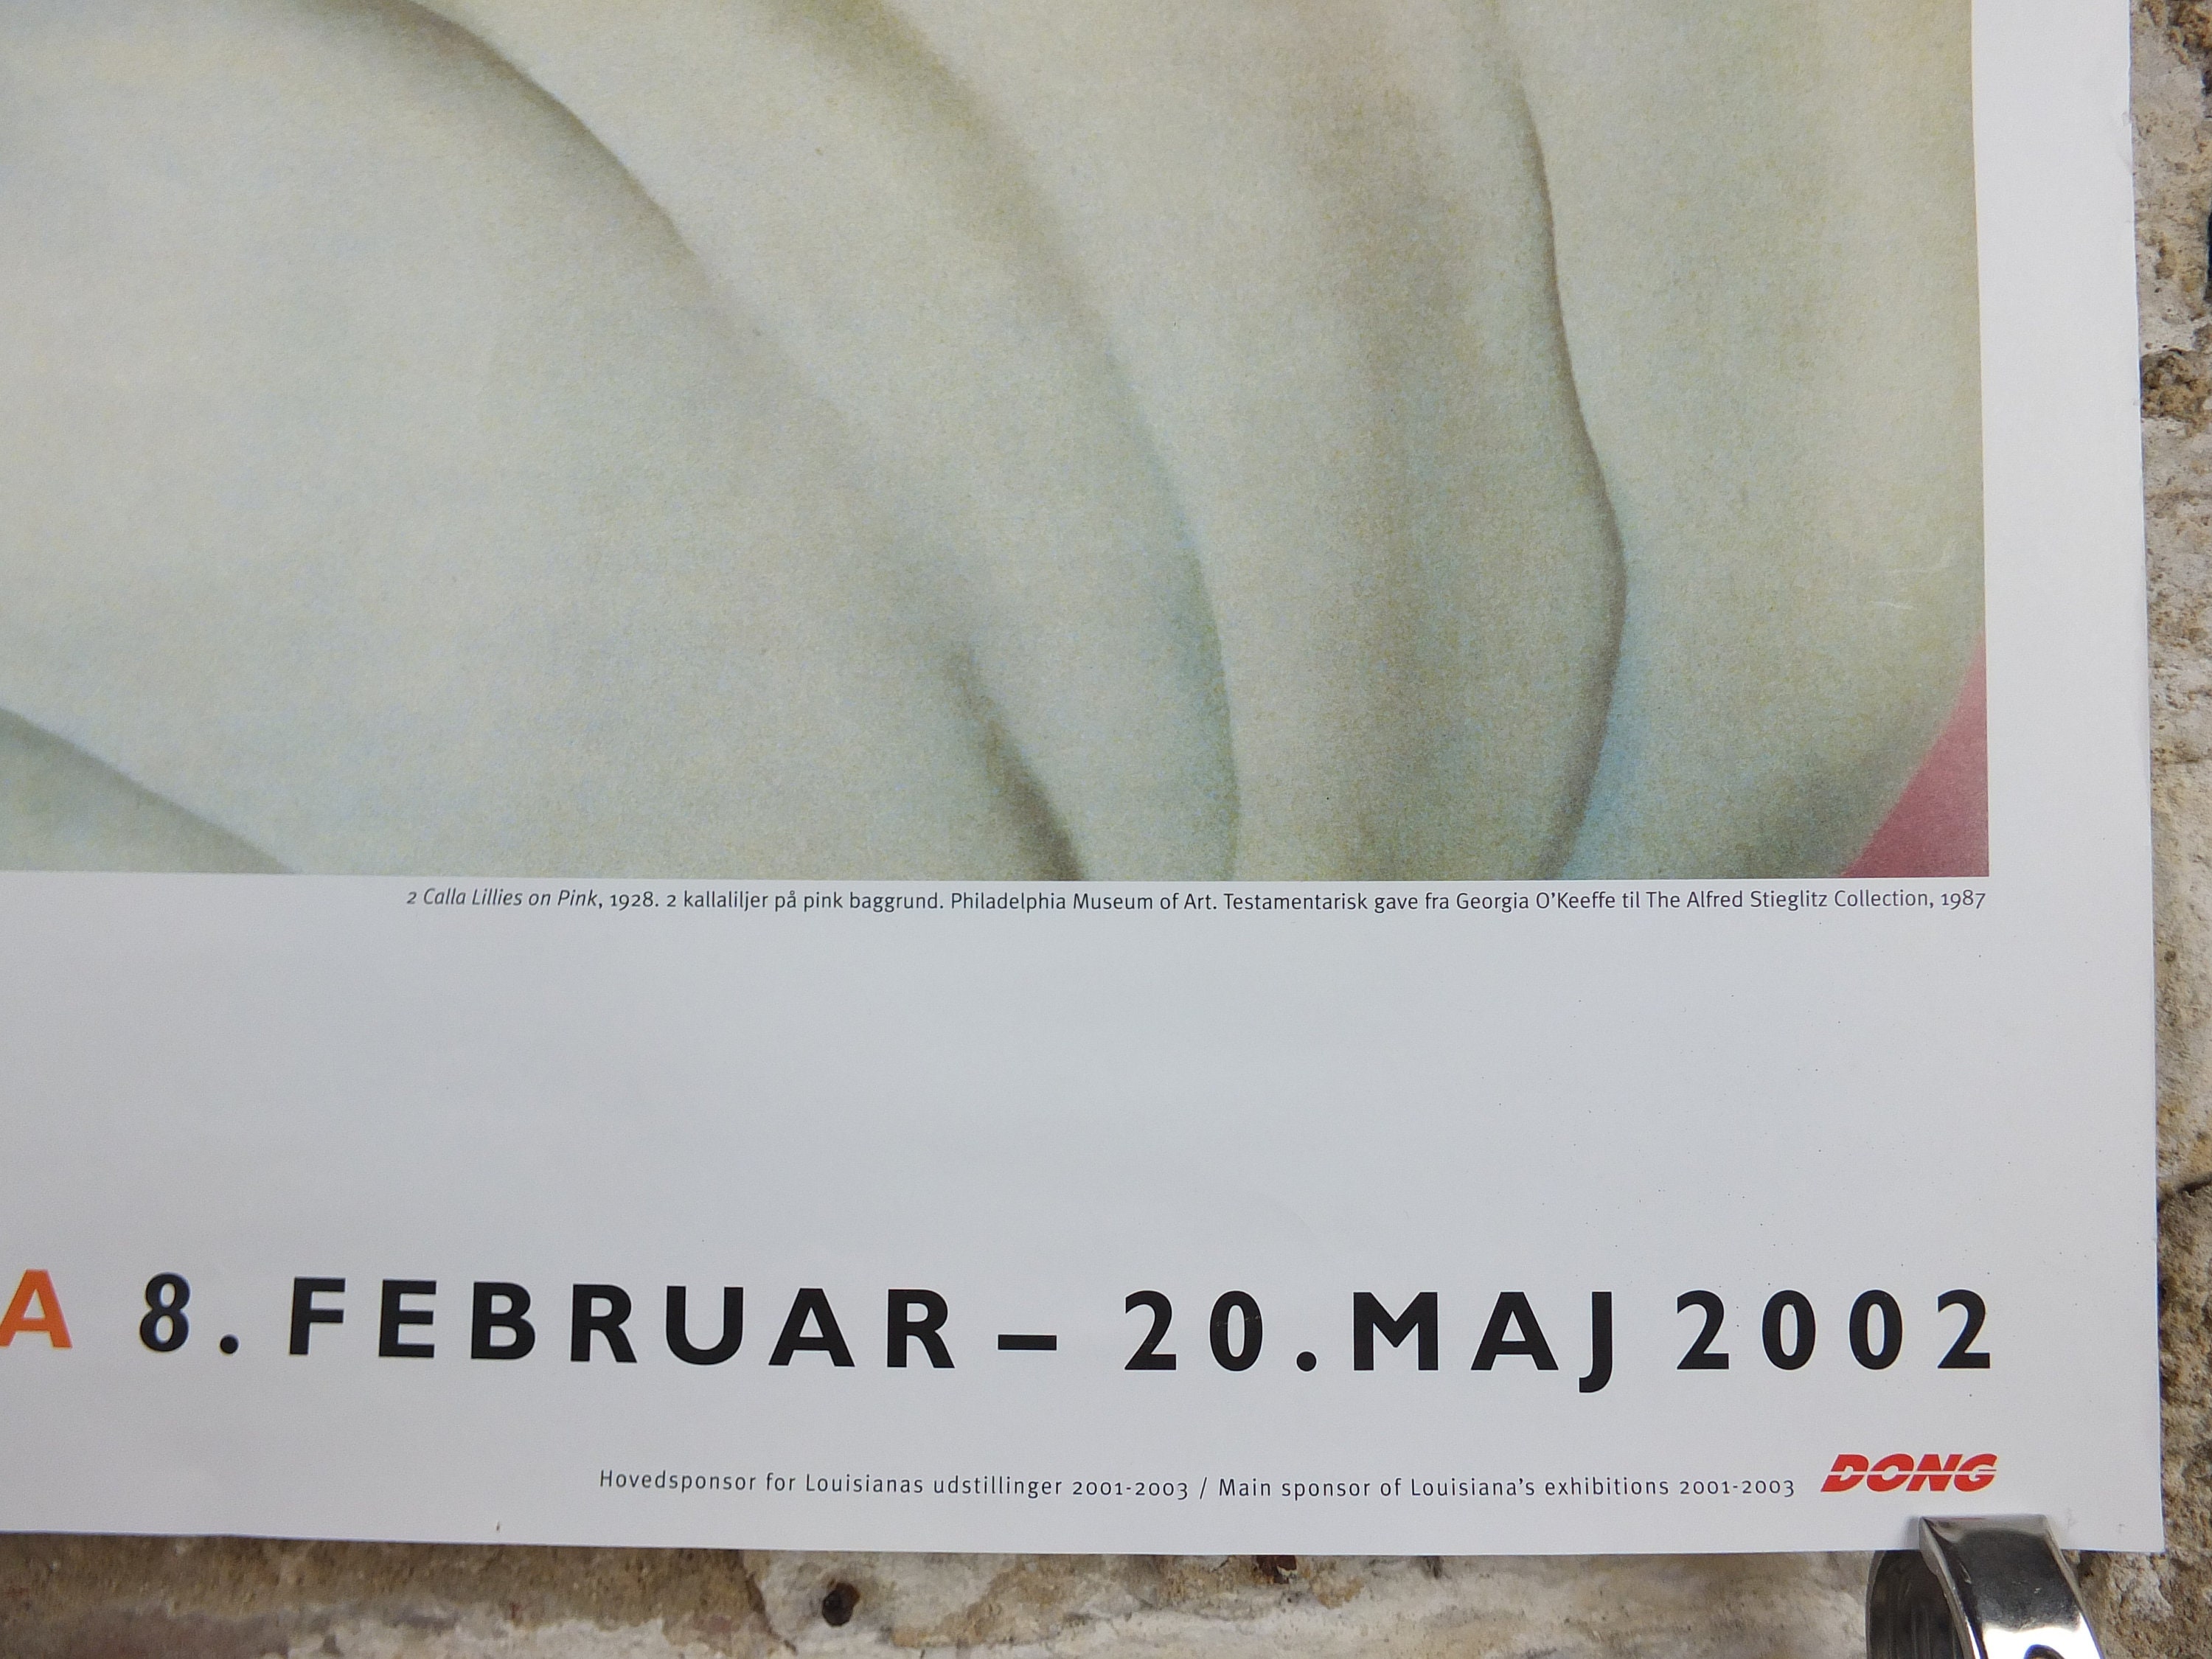 2 Calla Lillies on Pink, 1928. 2 kallaliljer på pink baggrund. Philadelphia Museum of Art. Testamentarisk gave fra Georgia O'Keeffe til The Alfred Stieglitz Collection, 1987
A 8. FEBRUAR – 20. MAJ 2002
Hovedsponsor for Louisianas udstillinger 2001-2003 / Main sponsor of Louisiana's exhibitions 2001-2003 DONG